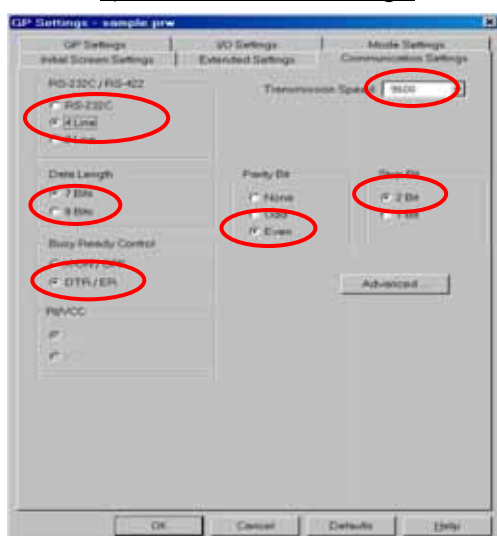 GP Settings - sample.prw
GP Settings
I/O Settings
Mode Settings
Initial Screen Settings
Extended Settings
Communication Settings
RS-232C / RS-422
RS-232C
4 Line
Transmission Speed
9600
Data Length
7 Bits
8 Bits
Parity Bit
None
Odd
Even
Stop Bit
2 Bit
1 Bit
Busy Ready Control
DTR / ER
Advanced...
RI/VCC
OK
Cancel
Defaults
Help